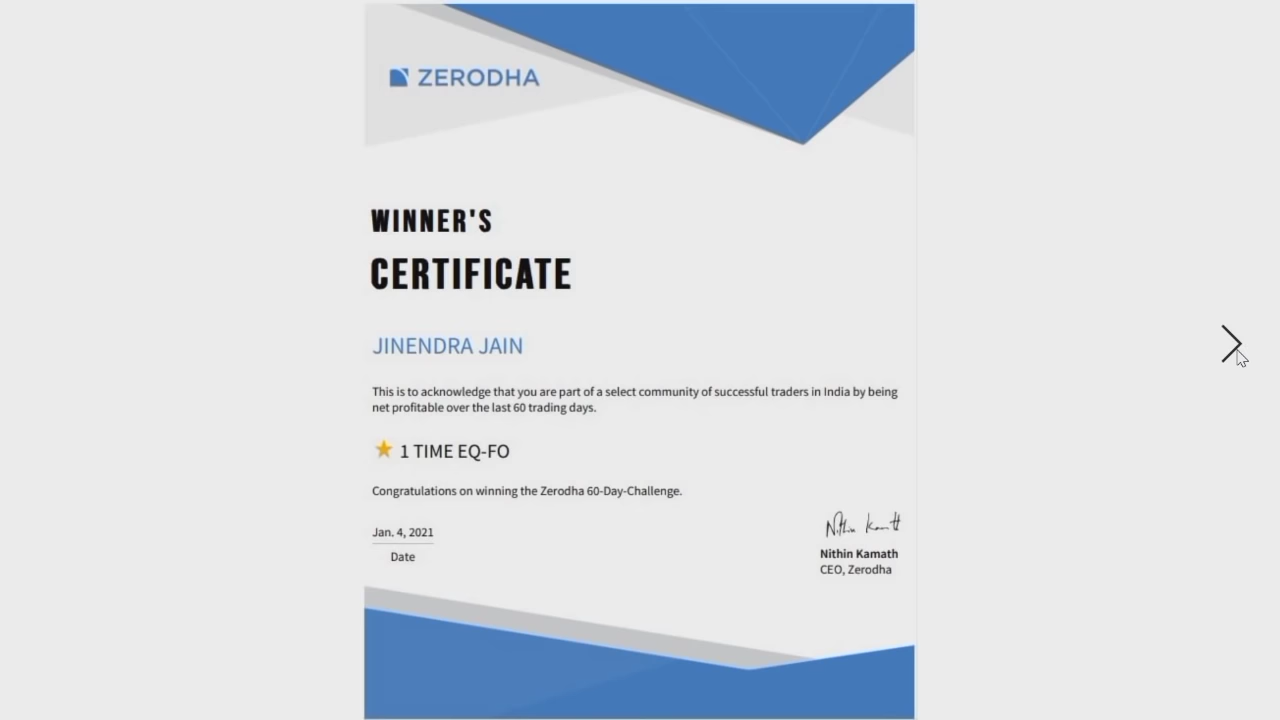 ZERODHA
WINNER'S
CERTIFICATE
JINENDRA JAIN
This is to acknowledge that you are part of a select community of successful traders in India by being
net profitable over the last 60 trading days.
1 TIME EQ-FO
Congratulations on winning the Zerodha 60-Day-Challenge.
Jan. 4, 2021
Date
Nithin Kamath
Nithin Kamath
CEO, Zerodha